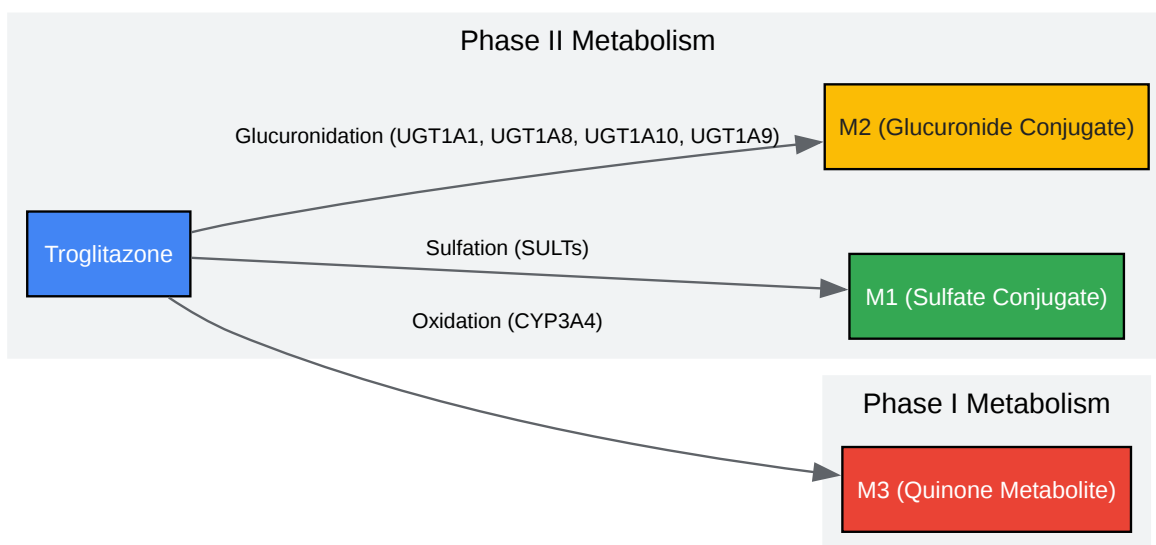 Phase II Metabolism
M2 (Glucuronide Conjugate)
Glucuronidation (UGT1A1, UGT1A8, UGT1A10, UGT1A9)
Troglitazone
Sulfation (SULTs)
M1 (Sulfate Conjugate)
Oxidation (CYP3A4)
Phase I Metabolism
M3 (Quinone Metabolite)